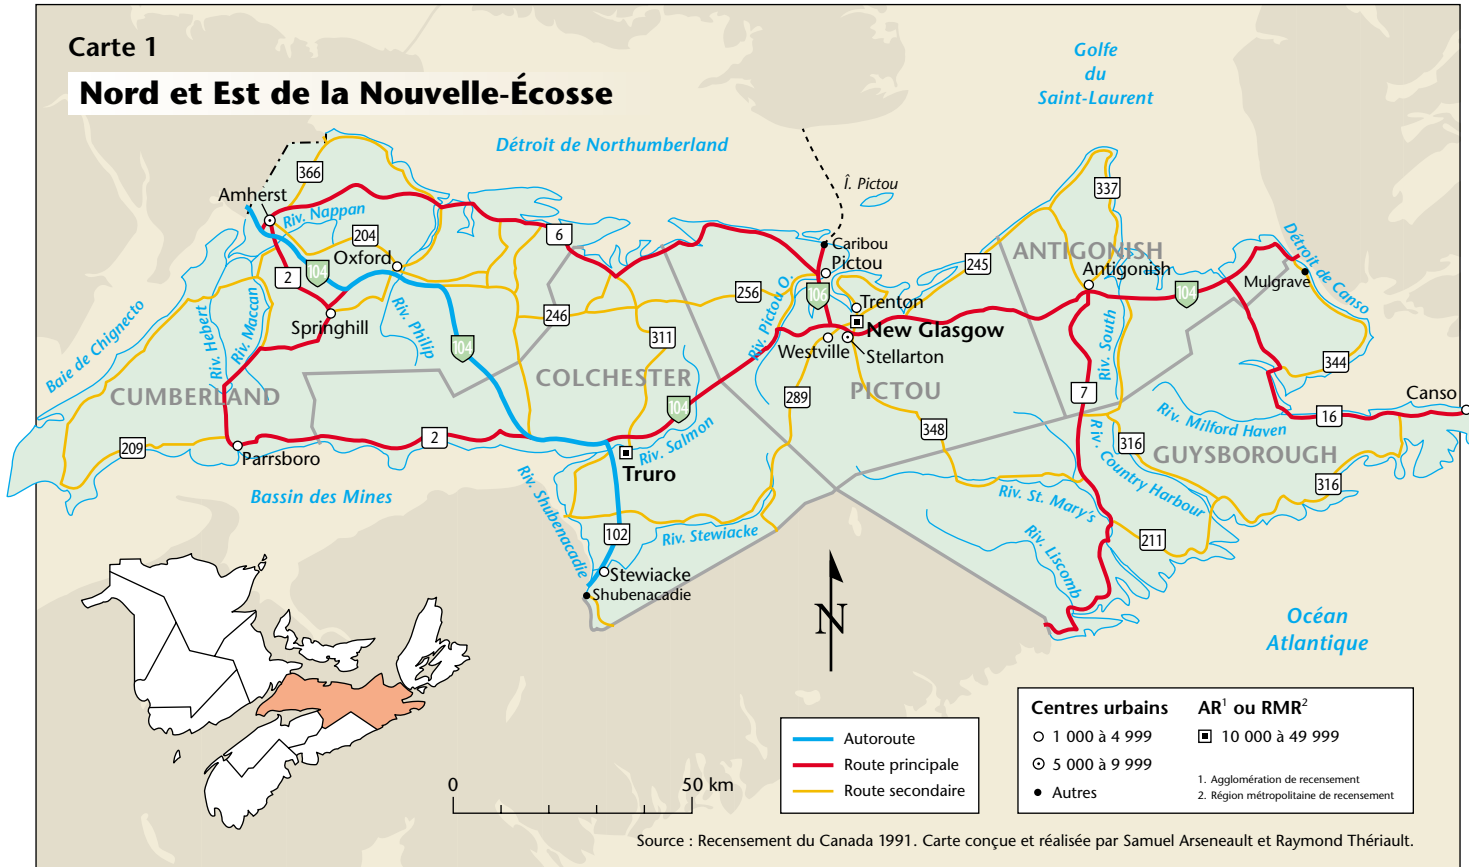 Carte 1
Nord et Est de la Nouvelle-Écosse
Golfe
du
Saint-Laurent
Détroit de Northumberland
Î. Pictou
366
337
Amherst
Riv. Nappan
204
6
Caribou
ANTIGONISH
Détroit de Canso
Oxford
104
2
Pictou
245
Antigonish
Mulgrave
104
256
106
Trenton
246
New Glasgow
Springhill
Riv. Philip
Riv. Hebert
Riv. Maccan
Baie de Chignecto
104
311
Riv. Pictou O.
Westville
Stellarton
Riv. South
344
CUMBERLAND
COLCHESTER
PICTOU
289
7
Canso
104
16
Riv. Milford Haven
348
209
2
Parrsboro
Riv. Salmon
Truro
316
Riv. Country Harbour
GUYSBOROUGH
316
Bassin des Mines
Riv. Shubenacadie
Riv. St. Mary's
102
Riv. Stewiacke
211
Riv. Liscomb
Stewiacke
Shubenacadie
N
Océan
Atlantique
Autoroute
Route principale
Route secondaire
Centres urbains
1 000 à 4 999
5 000 à 9 999
Autres
AR1 ou RMR2
10 000 à 49 999
1. Agglomération de recensement
2. Région métropolitaine de recensement
0 50 km
Source : Recensement du Canada 1991. Carte conçue et réalisée par Samuel Arseneault et Raymond Thériault.